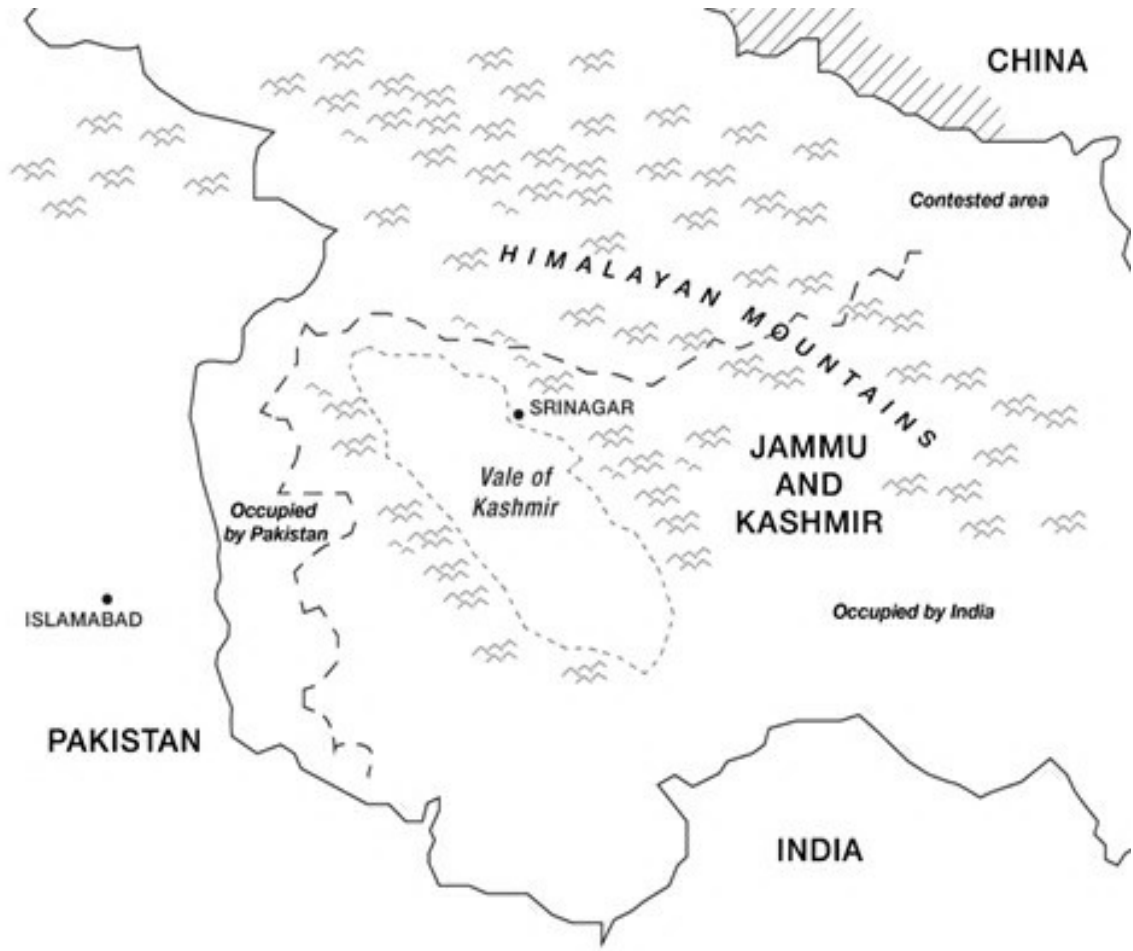 CHINA
Contested area
HIMALAYAN MOUNTAINS
SRINAGAR
JAMMU
AND
KASHMIR
Vale of
Kashmir
Occupied
by Pakistan
ISLAMABAD
Occupied by India
PAKISTAN
INDIA